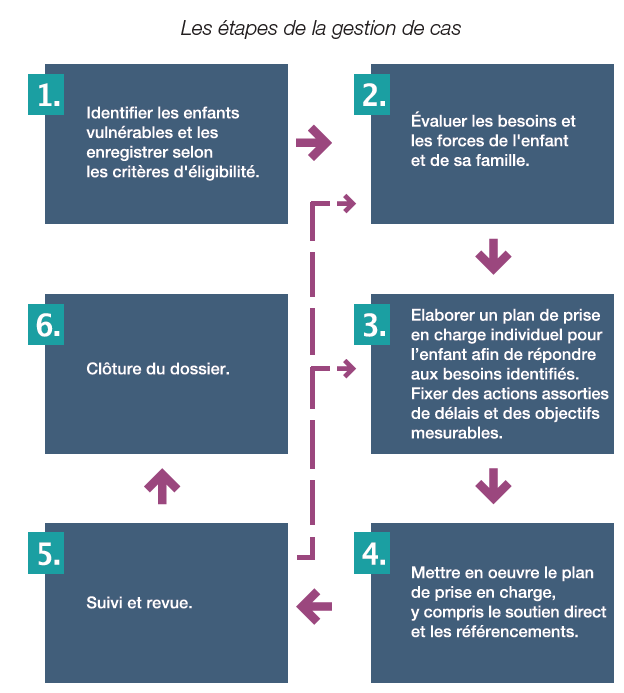 Les étapes de la gestion de cas
1.
Identifier les enfants
vulnérables et les
enregistrer selon
les critères d'éligibilité.
2.
Évaluer les besoins et
les forces de l'enfant
et de sa famille.
3.
Elaborer un plan de prise
en charge individuel pour
l'enfant afin de répondre
aux besoins identifiés.
Fixer des actions assorties
de délais et des objectifs
mesurables.
4.
Mettre en oeuvre le plan
de prise en charge,
y compris le soutien direct
et les référencements.
5.
Suivi et revue.
6.
Clôture du dossier.